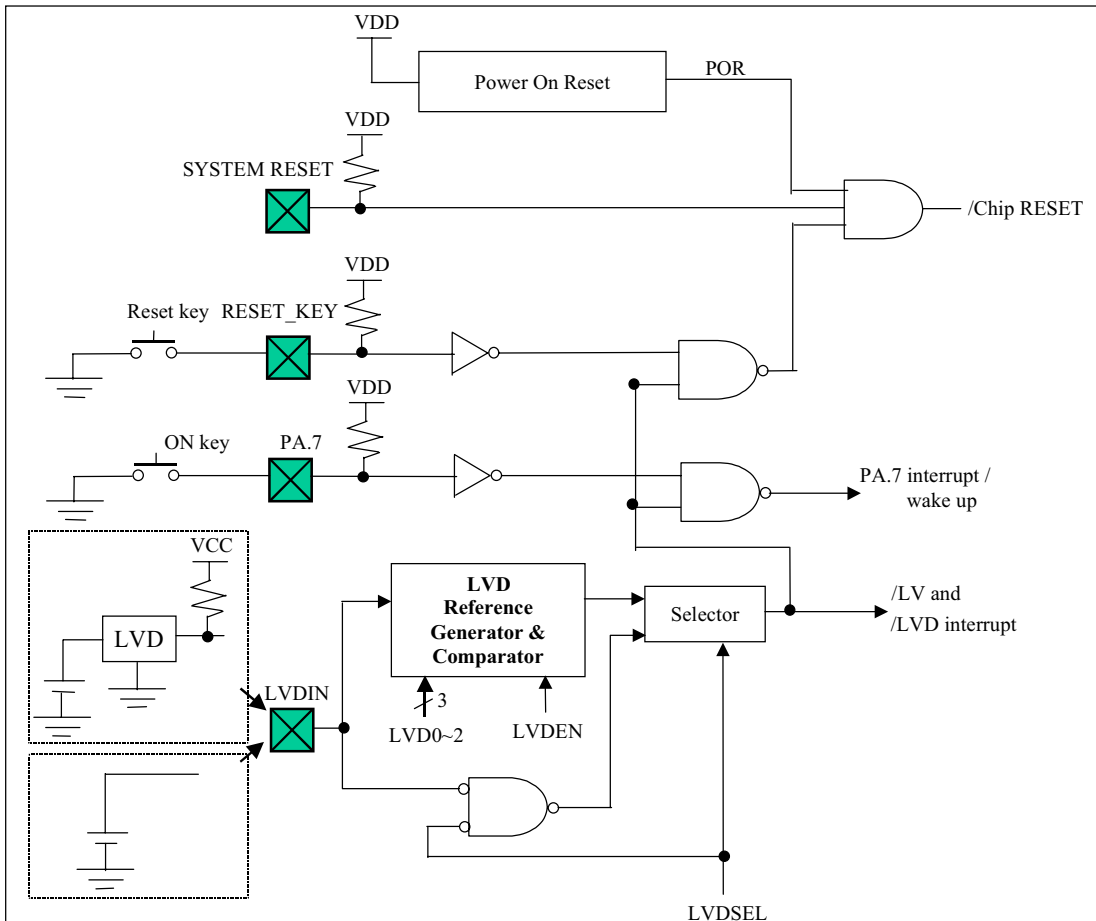 VDD
Power On Reset
POR
VDD
SYSTEM RESET
/Chip RESET
VDD
Reset key
RESET_KEY
VDD
ON key
PA.7
PA.7 interrupt /
wake up
VCC
LVD
LVD
Reference
Generator &
Comparator
Selector
/LV and
/LVD interrupt
LVDIN
3
LVD0~2
LVDEN
LVDSEL